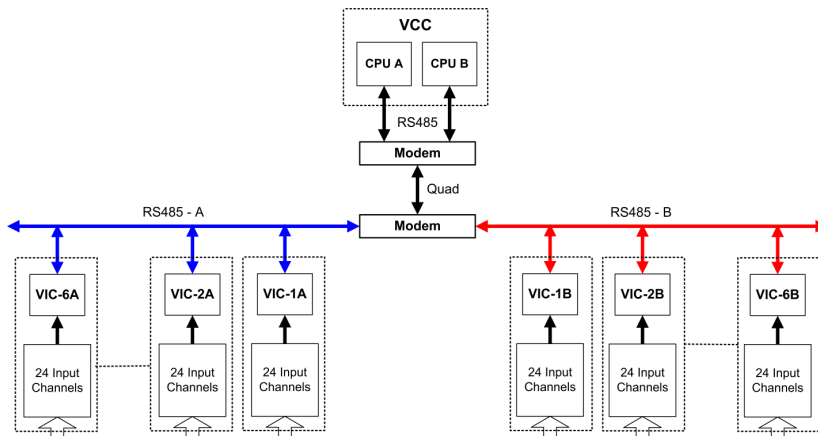 VCC
CPU A
CPU B
RS485
Modem
Quad
Modem
RS485 - A
RS485 - B
VIC-6A
VIC-2A
VIC-1A
VIC-1B
VIC-2B
VIC-6B
24 Input
Channels
24 Input
Channels
24 Input
Channels
24 Input
Channels
24 Input
Channels
24 Input
Channels